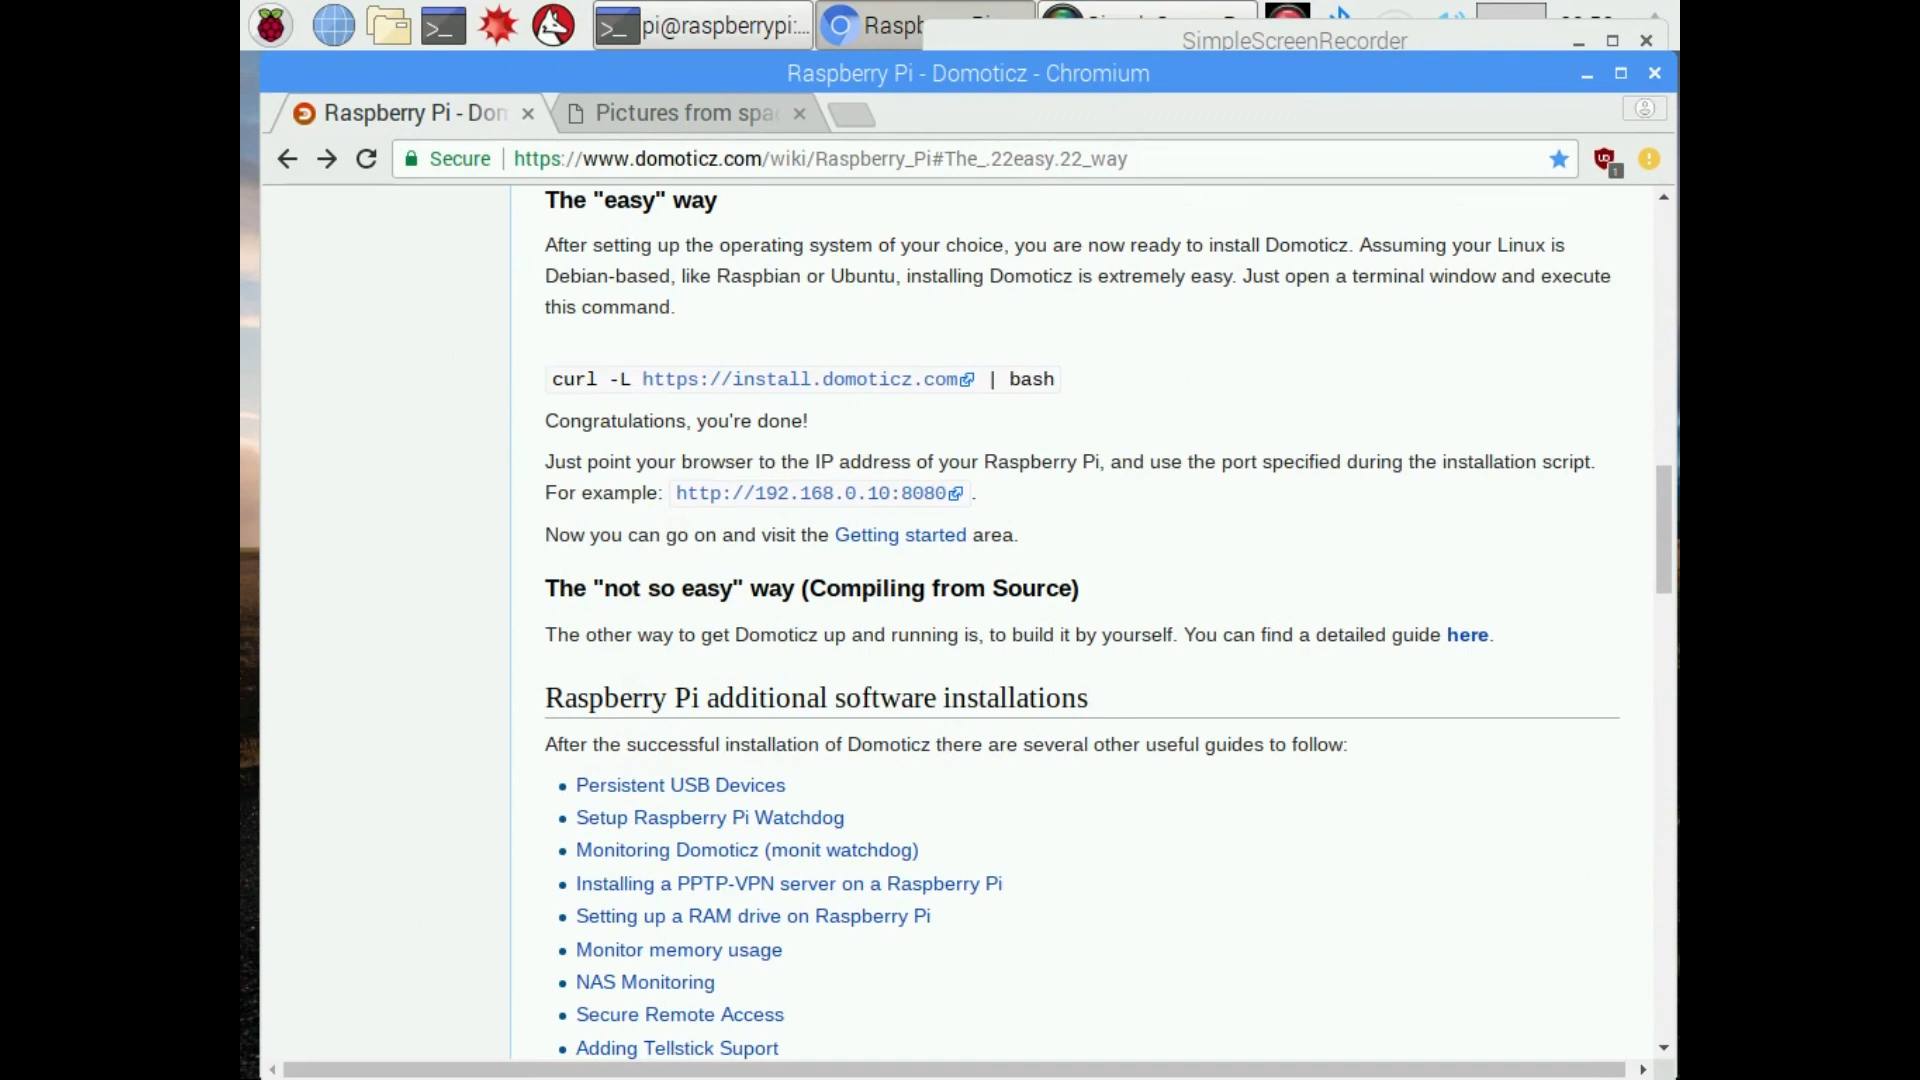 pi@raspberrypi:...
SimpleScreenRecorder
Raspberry Pi - Domoticz - Chromium
Raspberry Pi - Dom
Pictures from spa
Secure
https://www.domoticz.com/wiki/Raspberry_Pi#The_.22easy.22_way
1
The "easy" way
After setting up the operating system of your choice, you are now ready to install Domoticz. Assuming your Linux is
Debian-based, like Raspbian or Ubuntu, installing Domoticz is extremely easy. Just open a terminal window and execute
this command.
curl -L https://install.domoticz.com | bash
Congratulations, you're done!
Just point your browser to the IP address of your Raspberry Pi, and use the port specified during the installation script.
For example: http://192.168.0.10:8080 .
Now you can go on and visit the Getting started area.
The "not so easy" way (Compiling from Source)
The other way to get Domoticz up and running is, to build it by yourself. You can find a detailed guide here.
Raspberry Pi additional software installations
After the successful installation of Domoticz there are several other useful guides to follow:
Persistent USB Devices
Setup Raspberry Pi Watchdog
Monitoring Domoticz (monit watchdog)
Installing a PPTP-VPN server on a Raspberry Pi
Setting up a RAM drive on Raspberry Pi
Monitor memory usage
NAS Monitoring
Secure Remote Access
Adding Tellstick Suport